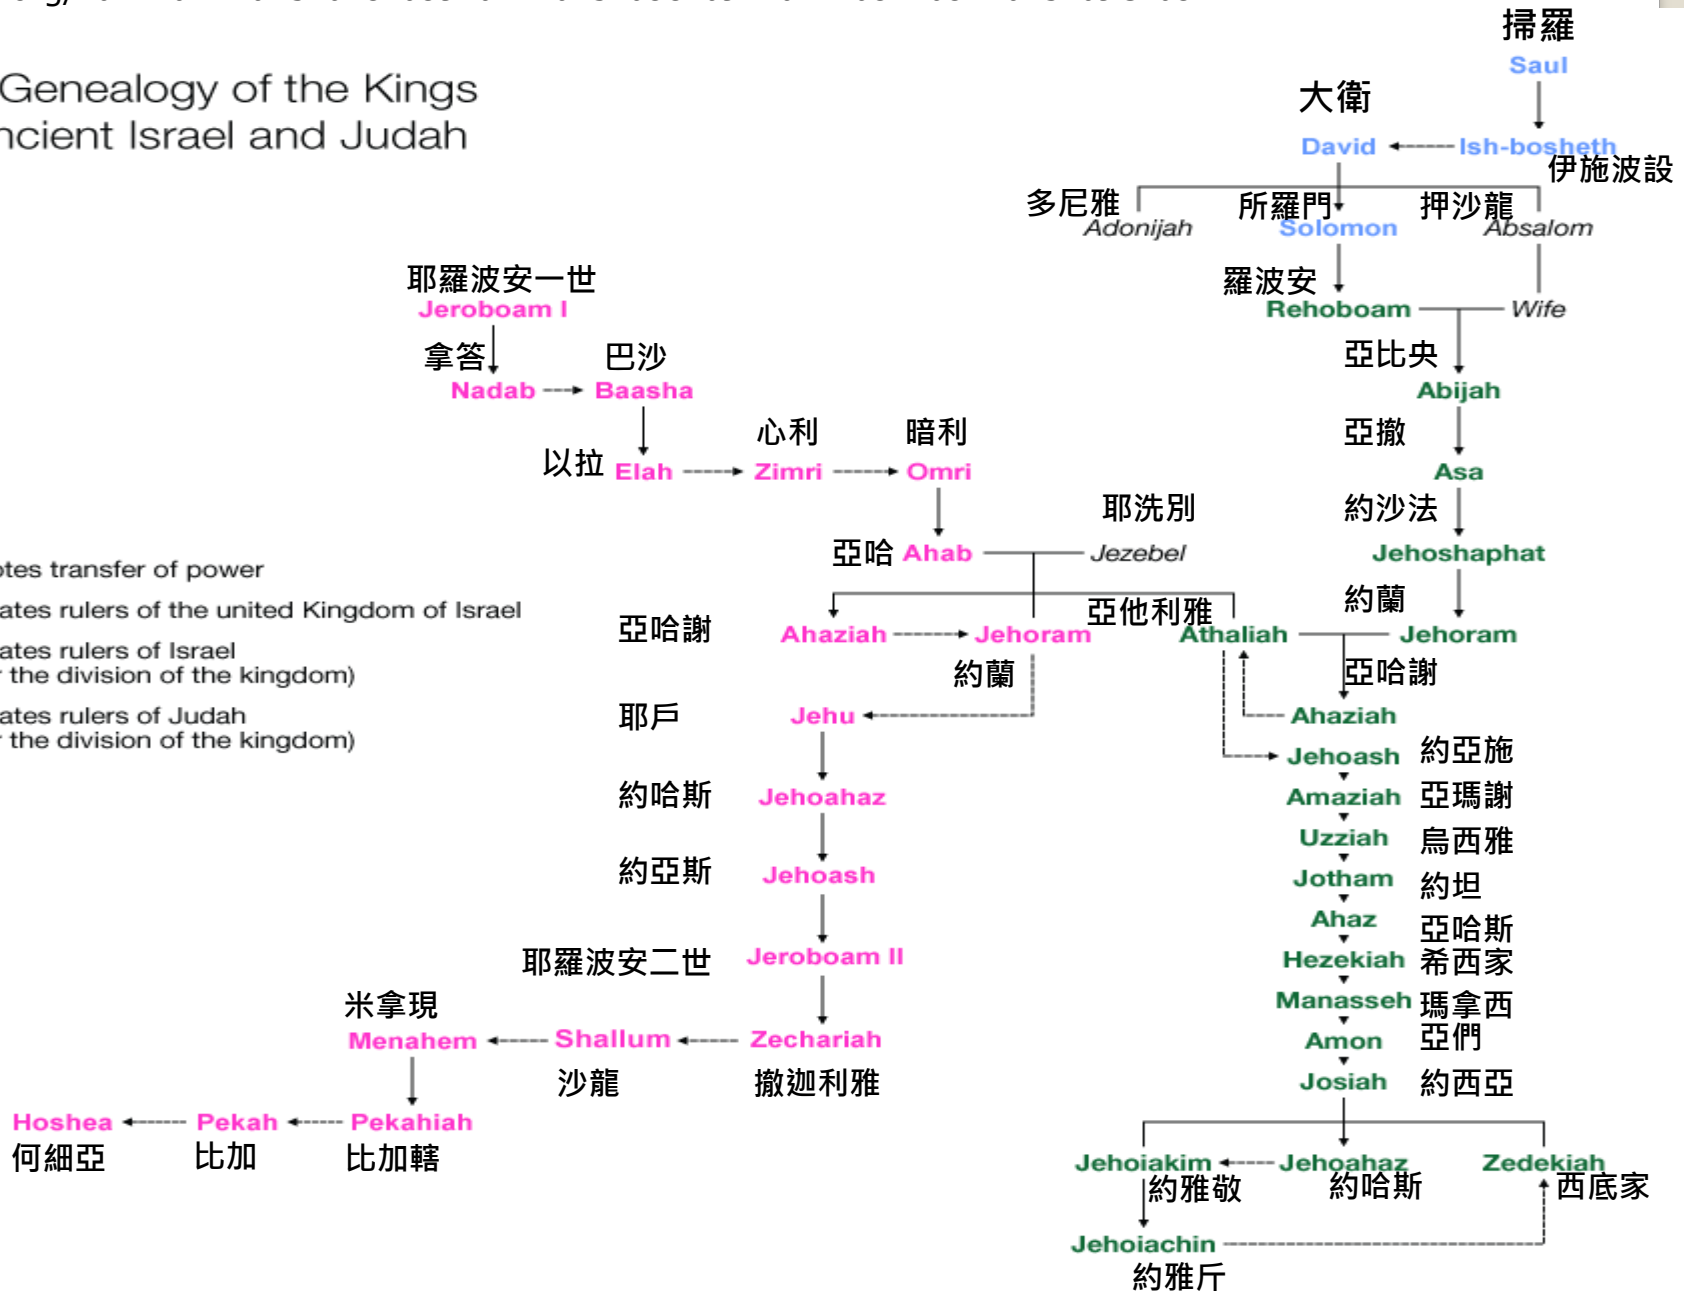 掃羅
Saul
Genealogy of the Kings
ncient Israel and Judah
大衛
David
Ish-bosheth
伊施波設
多尼雅
所羅門
押沙龍
Adonijah
Solomon
Absalom
耶羅波安一世
羅波安
Jeroboam I
Rehoboam
Wife
拿答
巴沙
亞比央
Nadab
Baasha
Abijah
心利
暗利
亞撒
以拉
Elah
Zimri
Omri
Asa
耶洗別
約沙法
亞哈
Ahab
Jezebel
Jehoshaphat
otes transfer of power
ates rulers of the united Kingdom of Israel
亞他利雅
約蘭
亞哈謝
Ahaziah
Jehoram
Athaliah
Jehoram
ates rulers of Israel
the division of the kingdom)
約蘭
亞哈謝
ates rulers of Judah
the division of the kingdom)
耶戶
Jehu
Ahaziah
Jehoash
約亞施
約哈斯
Jehoahaz
Amaziah
亞瑪謝
Uzziah
烏西雅
約亞斯
Jehoash
Jotham
約坦
Ahaz
亞哈斯
耶羅波安二世
Jeroboam II
Hezekiah
希西家
米拿現
Manasseh
瑪拿西
Menahem
Shallum
Zechariah
Amon
亞們
沙龍
撒迦利雅
Josiah
約西亞
Hoshea
Pekah
Pekahiah
何細亞
比加
比加轄
Jehoiakim
Jehoahaz
Zedekiah
約雅敬
約哈斯
西底家
Jehoiachin
約雅斤